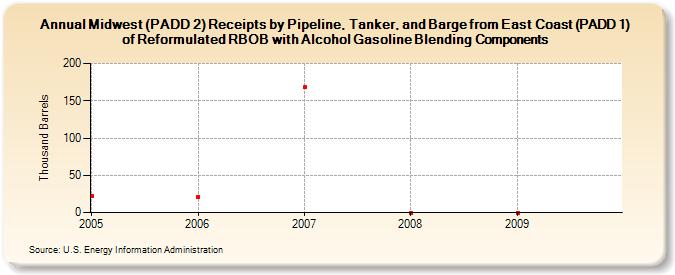 Annual Midwest (PADD 2) Receipts by Pipeline, Tanker, and Barge from East Coast (PADD 1)
of Reformulated RBOB with Alcohol Gasoline Blending Components
Thousand Barrels
200
150
100
50
0
2005 2006 2007 2008 2009
Source: U.S. Energy Information Administration